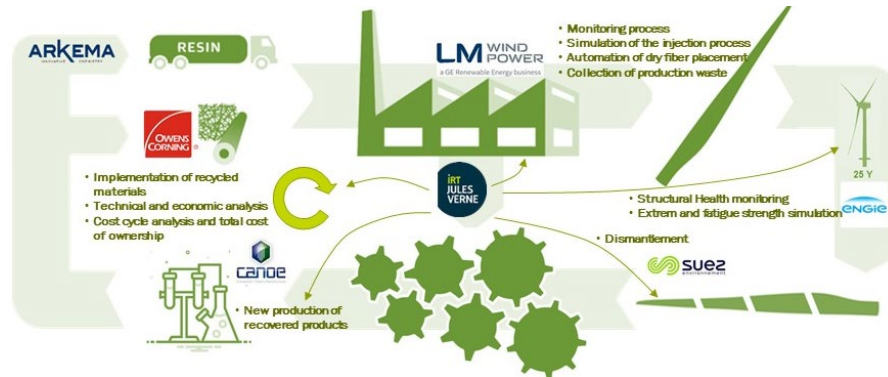 ARKEMA
INNOVATIVE CHEMISTRY
RESIN
LM WIND
POWER
a GE Renewable Energy business
• Monitoring process
• Simulation of the injection process
• Automation of dry fiber placement
• Collection of production waste
OWENS
CORNING
• Implementation of recycled
materials
• Technical and economic analysis
• Cost cycle analysis and total cost
of ownership
iRT
JULES
VERNE
25 Y
ENGIE
• Structural Health monitoring
• Extrem and fatigue strength simulation
• Dismantlement
suez
environnement
canoe
• New production of
recovered products